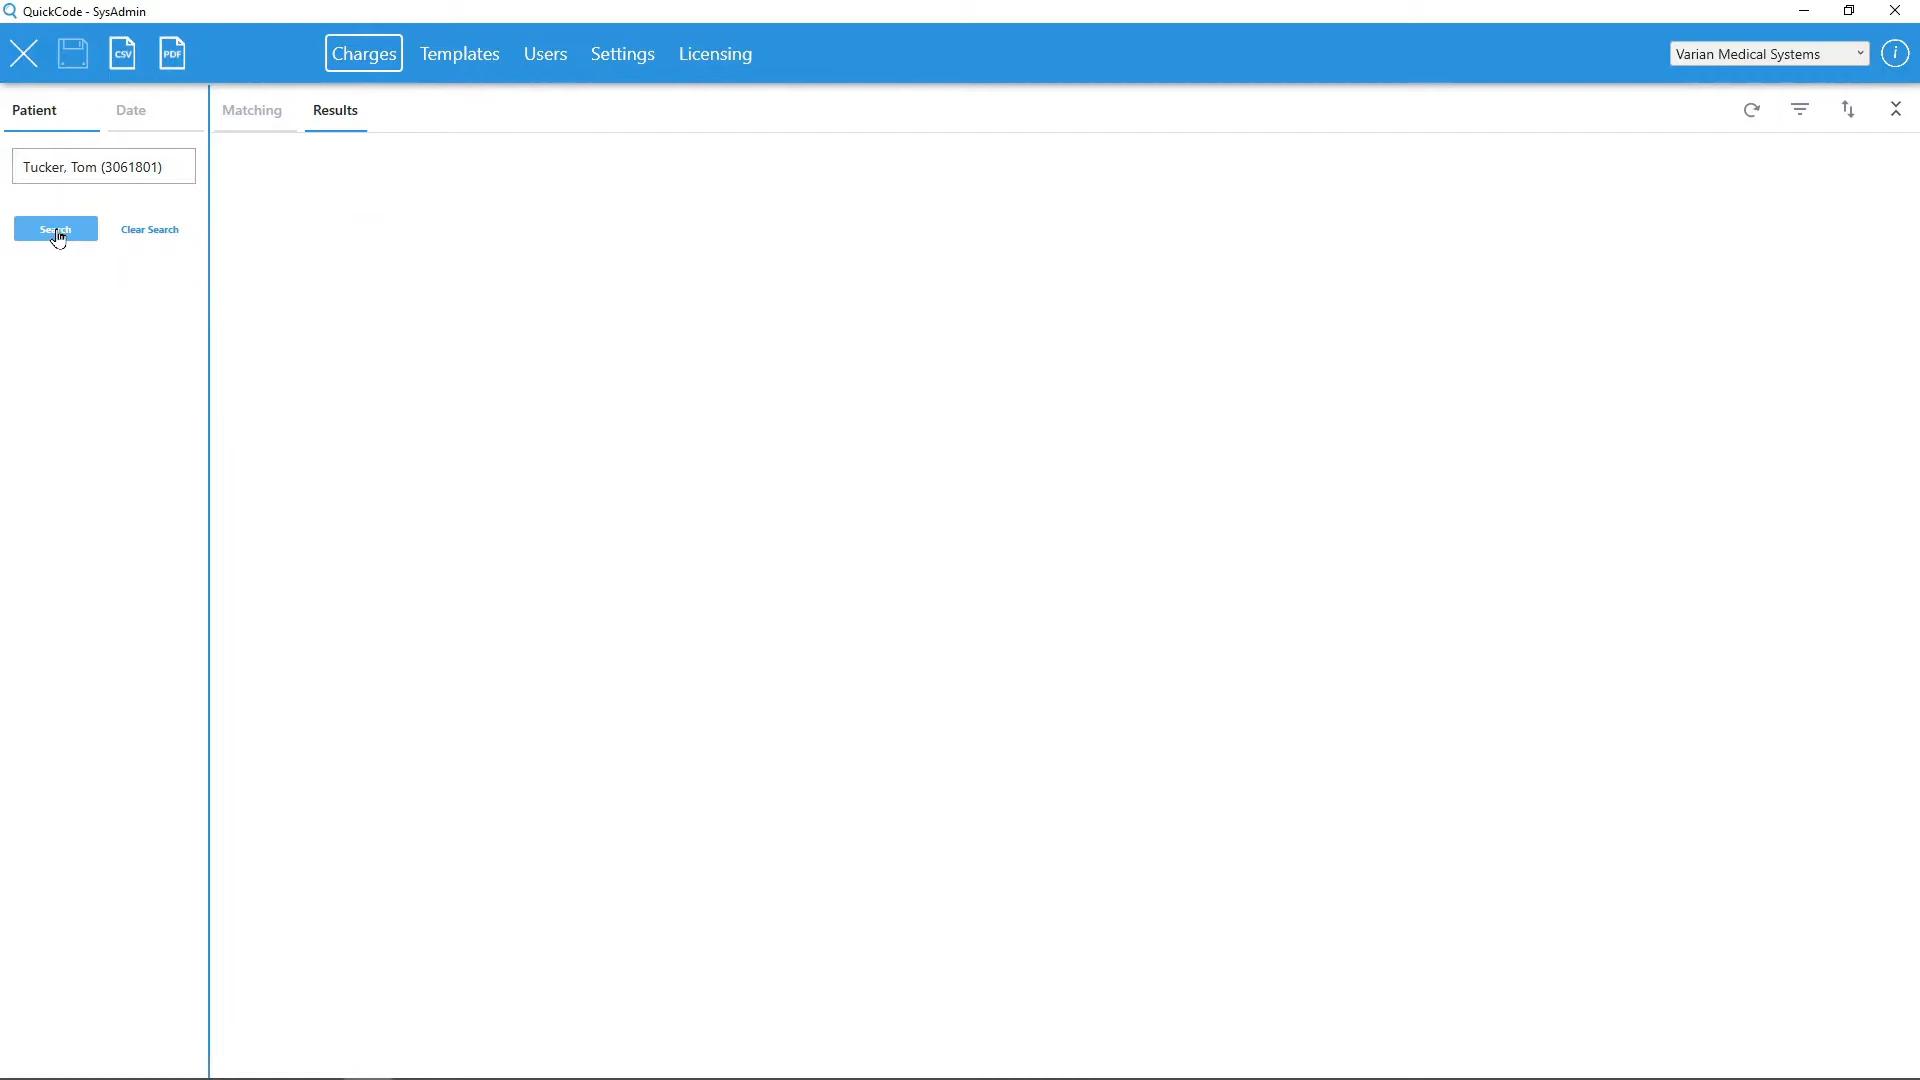 QuickCode - SysAdmin
CSV
PDF
Charges
Templates
Users
Settings
Licensing
Varian Medical Systems
i
Patient
Date
Matching
Results
Tucker, Tom (3061801)
Search
Clear Search